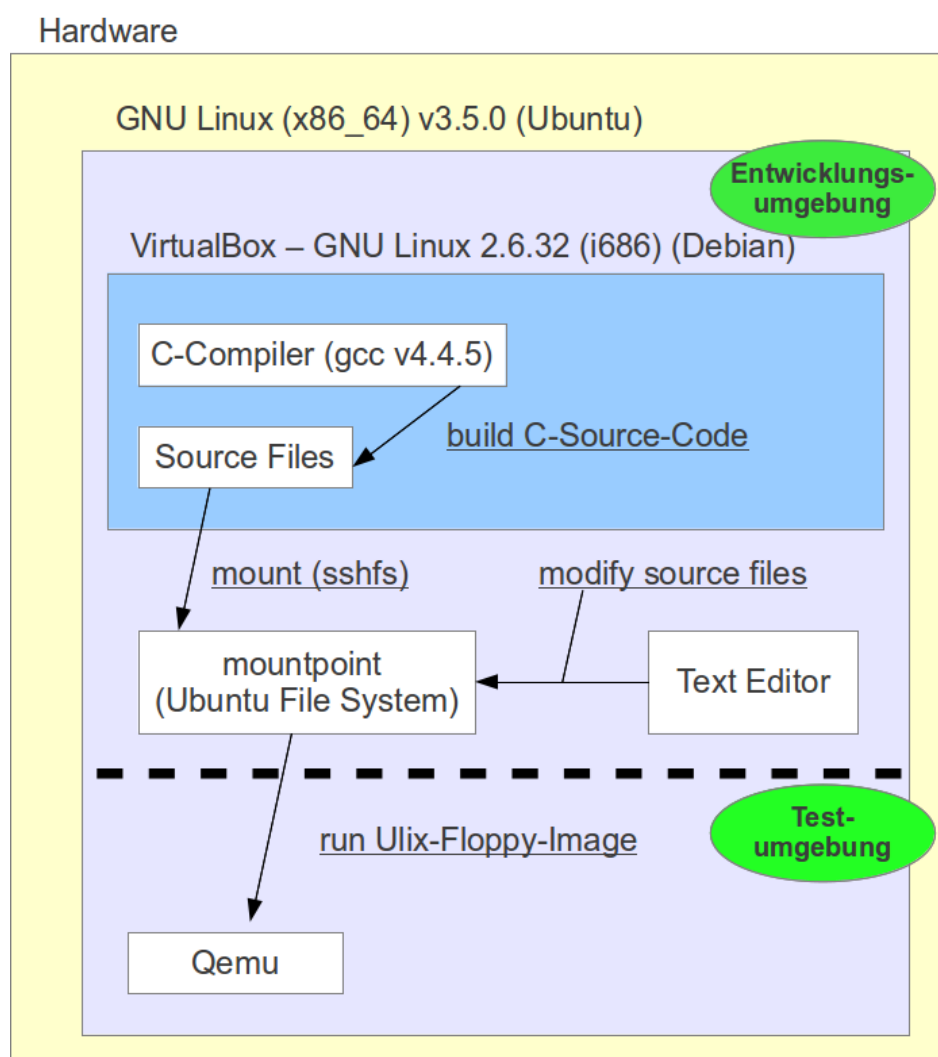 Hardware
GNU Linux (x86_64) v3.5.0 (Ubuntu)
Entwicklungs-
umgebung
VirtualBox – GNU Linux 2.6.32 (i686) (Debian)
C-Compiler (gcc v4.4.5)
build C-Source-Code
Source Files
mount (sshfs)
modify source files
mountpoint
(Ubuntu File System)
Text Editor
Test-
umgebung
run Ulix-Floppy-Image
Qemu